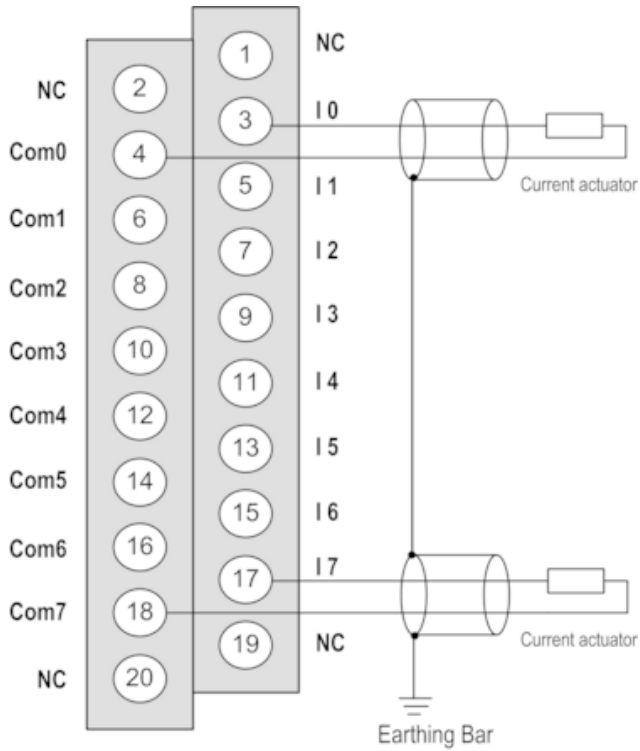 1 NC
NC 2
3 I 0
Com0 4
5 I 1
Current actuator
Com1 6
7 I 2
Com2 8
9 I 3
Com3 10
11 I 4
Com4 12
13 I 5
Com5 14
15 I 6
Com6 16
17 I 7
Com7 18
19 NC
Current actuator
NC 20
Earthing Bar